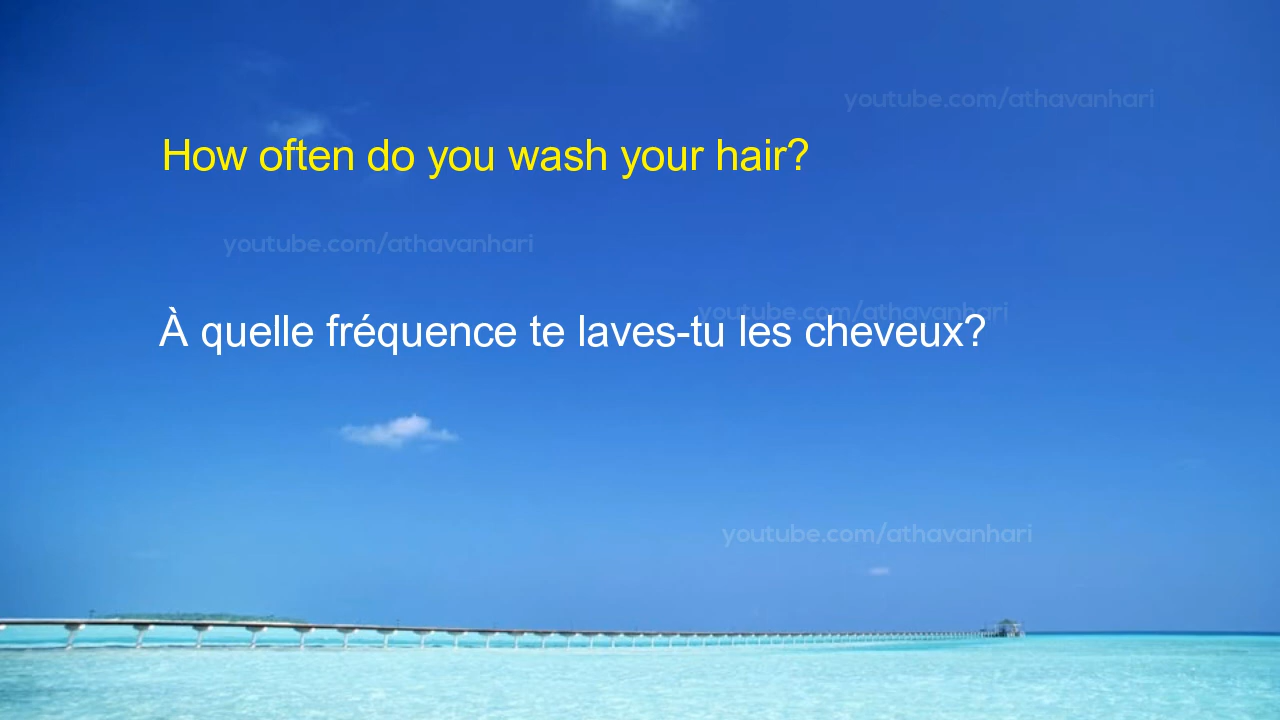 youtube.com/athavanhari
How often do you wash your hair?
youtube.com/athavanhari
youtube.com/athavanhari
À quelle fréquence te laves-tu les cheveux?
youtube.com/athavanhari